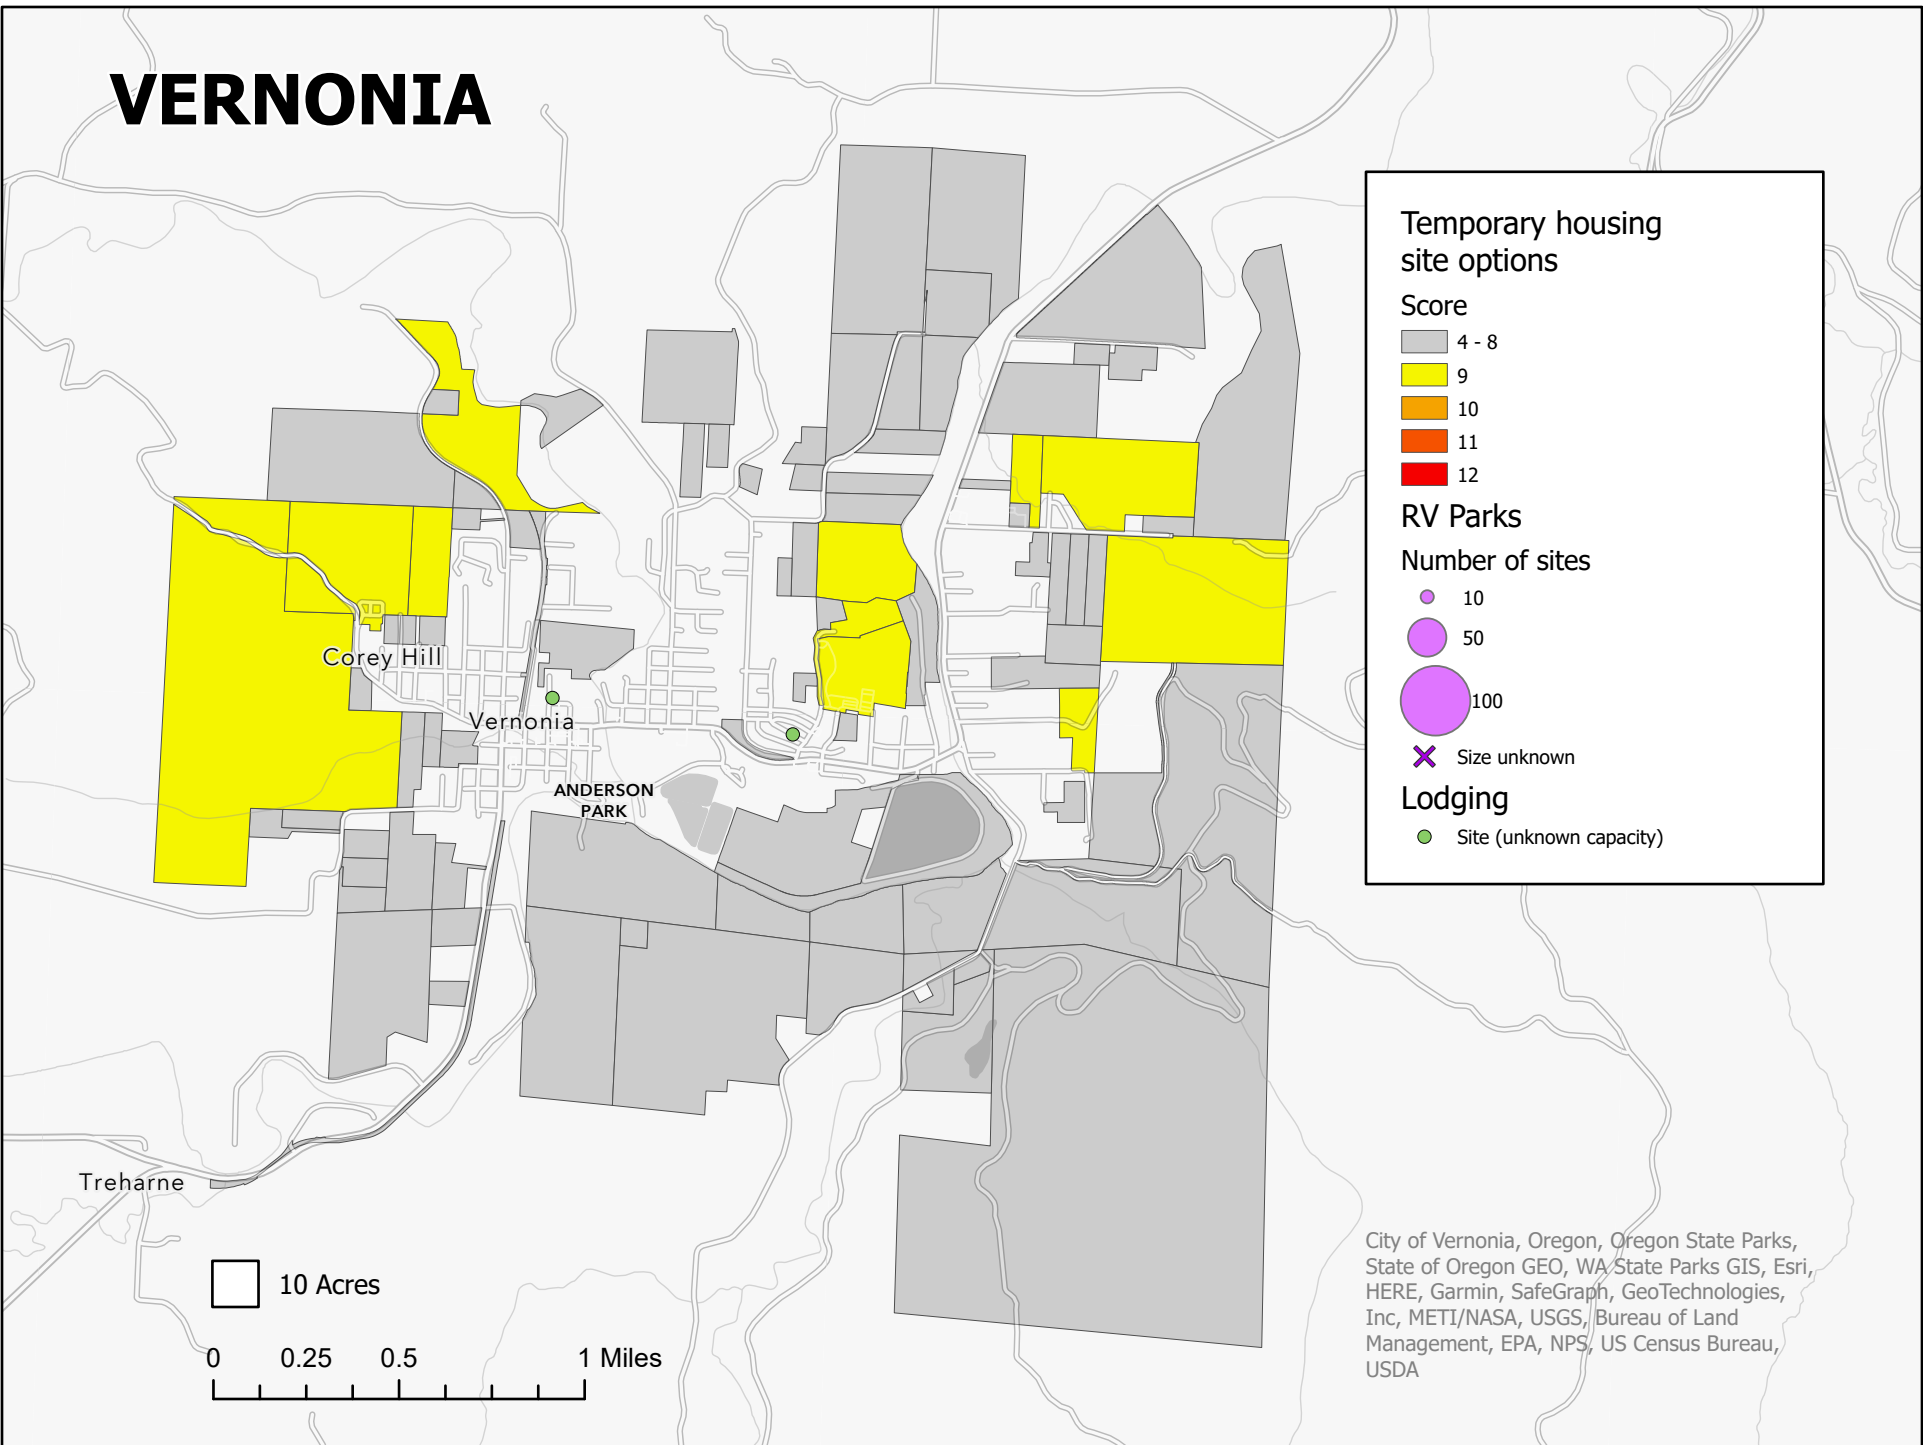 VERNONIA
Temporary housing
site options
Score
4 - 8
9
10
11
12
RV Parks
Number of sites
10
50
100
Size unknown
Lodging
Site (unknown capacity)
Corey Hill
Vernonia
ANDERSON
PARK
Treharne
10 Acres
0 0.25 0.5 1 Miles
City of Vernonia, Oregon, Oregon State Parks,
State of Oregon GEO, WA State Parks GIS, Esri,
HERE, Garmin, SafeGraph, GeoTechnologies,
Inc, METI/NASA, USGS, Bureau of Land
Management, EPA, NPS, US Census Bureau,
USDA